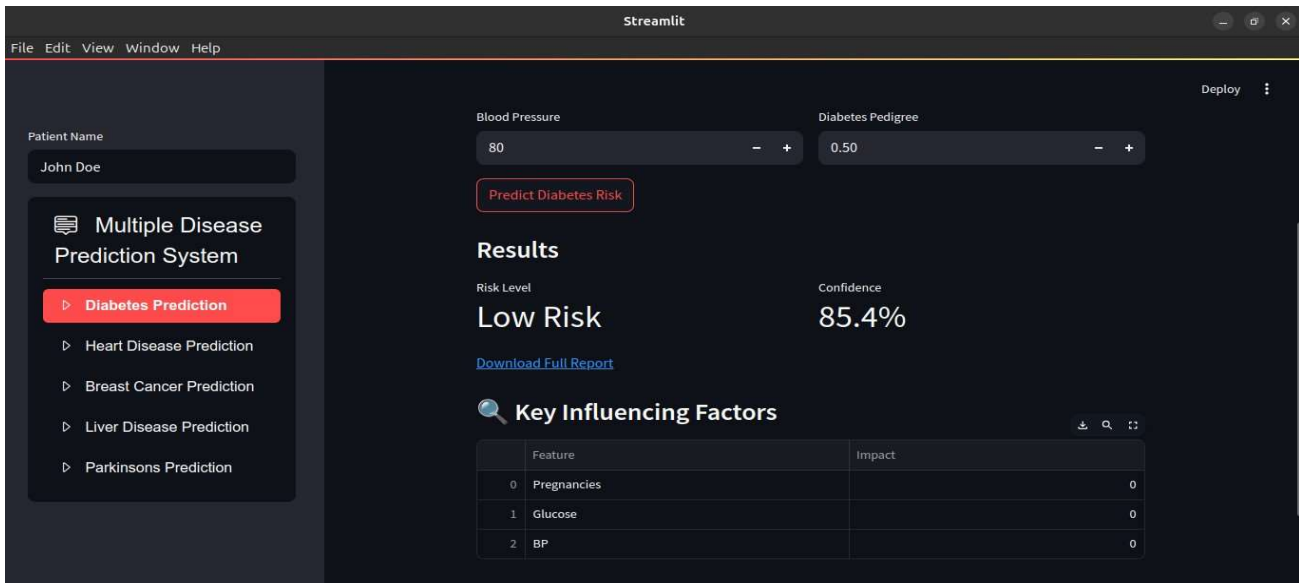 Streamlit
File Edit View Window Help
Deploy
Patient Name
John Doe
Multiple Disease
Prediction System
Diabetes Prediction
Heart Disease Prediction
Breast Cancer Prediction
Liver Disease Prediction
Parkinsons Prediction
Blood Pressure Diabetes Pedigree
80 - + 0.50 - +
Predict Diabetes Risk
Results
Risk Level Confidence
Low Risk 85.4%
Download Full Report
Key Influencing Factors
Feature Impact
0 Pregnancies 0
1 Glucose 0
2 BP 0